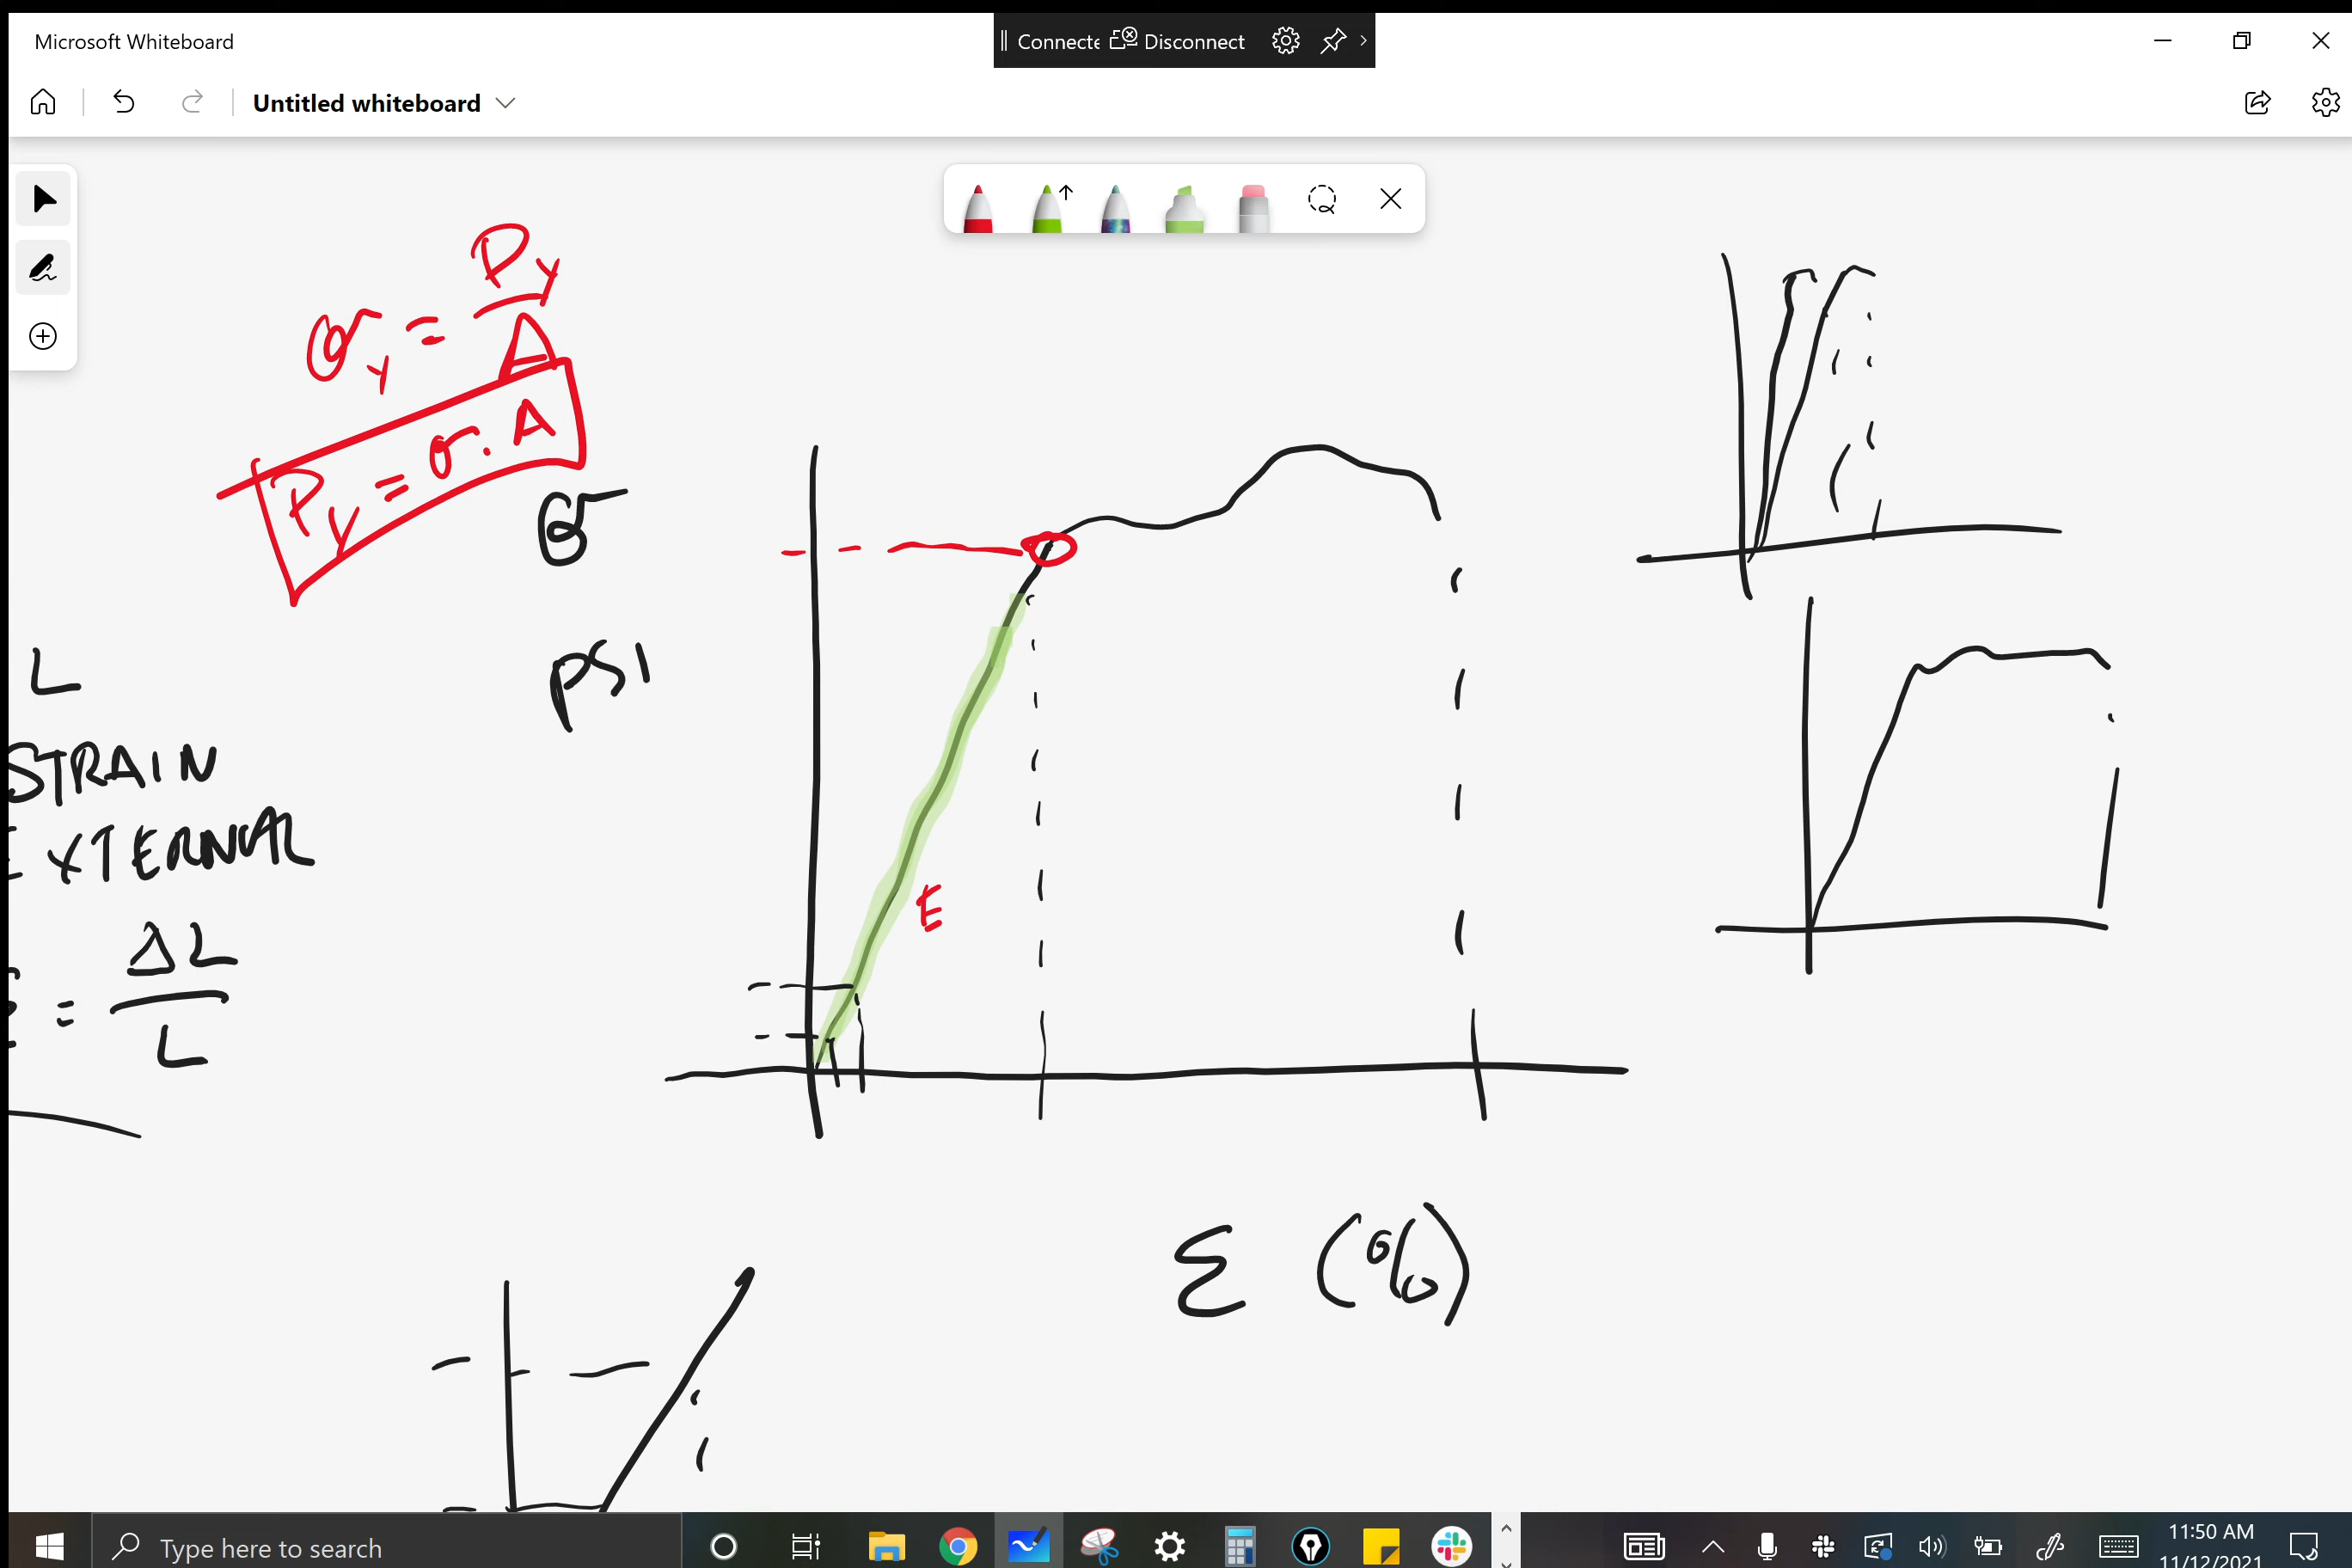 Microsoft Whiteboard
Connecte Disconnect
Untitled whiteboard
σy = Py
A
Py = σ · A
σ
psi
L
STRAIN
EXTERNAL
= ΔL
L
E
ε (%)
Type here to search
11:50 AM
11/12/2021